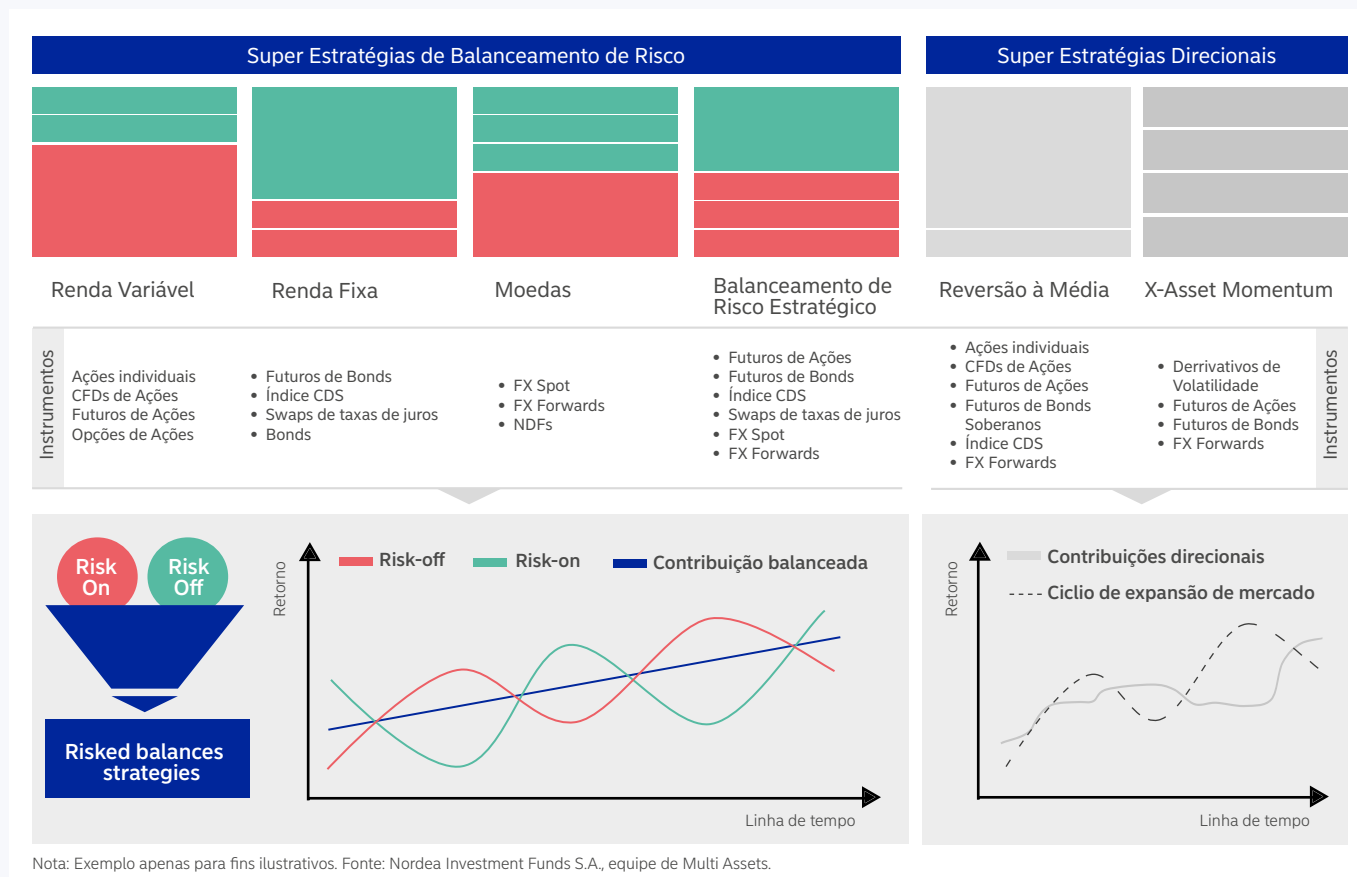 Super Estratégias de Balanceamento de Risco
Super Estratégias Direcionais
Renda Variável
Renda Fixa
Moedas
Balanceamento de
Risco Estratégico
Reversão à Média
X-Asset Momentum
Instrumentos
Ações individuais
CFDs de Ações
Futuros de Ações
Opções de Ações
• Futuros de Bonds
• Índice CDS
• Swaps de taxas de juros
• Bonds
• FX Spot
• FX Forwards
• NDFs
• Futuros de Ações
• Futuros de Bonds
• Índice CDS
• Swaps de taxas de juros
• FX Spot
• FX Forwards
• Ações individuais
• CFDs de Ações
• Futuros de Ações
• Futuros de Bonds
Soberanos
• Índice CDS
• FX Forwards
• Derrivativos de
Volatilidade
• Futuros de Ações
• Futuros de Bonds
• FX Forwards
Instrumentos
Risk
On
Risk
Off
Risked balances
strategies
Retorno
Risk-off
Risk-on
Contribuição balanceada
Linha de tempo
Retorno
Contribuições direcionais
Ciclio de expansão de mercado
Linha de tempo
Nota: Exemplo apenas para fins ilustrativos. Fonte: Nordea Investment Funds S.A., equipe de Multi Assets.